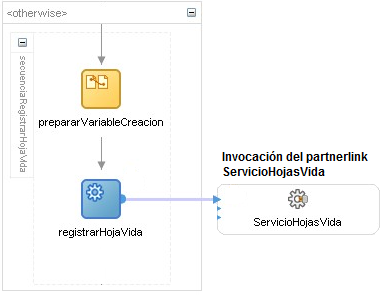 <otherwise>
secuenciaRegistrarHojaVida
prepararVariableCreacion
registrarHojaVida
Invocación del partnerlink
ServicioHojasVida
ServicioHojasVida